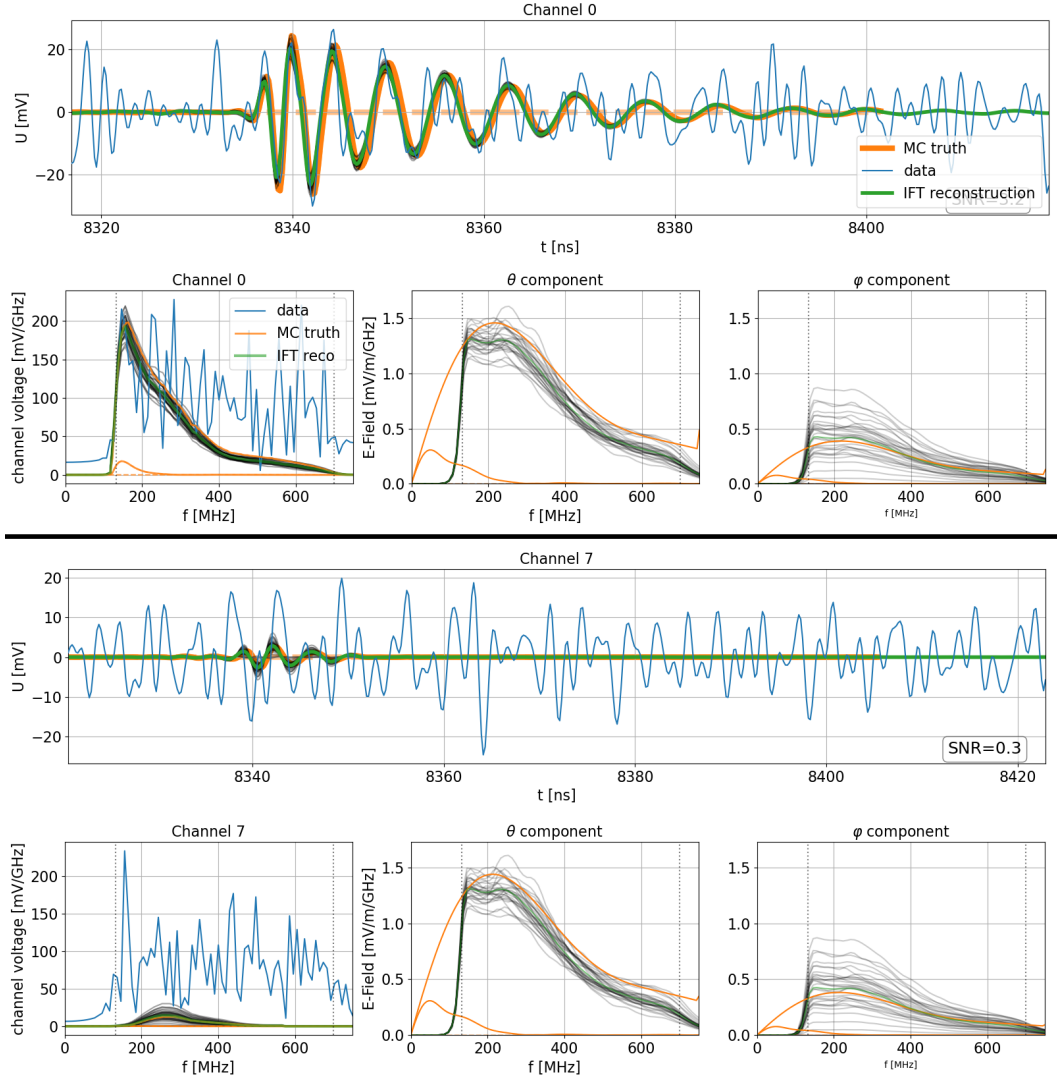 Channel 0
U [mV]
20
0
−20
8320 8340 8360 8380 8400
t [ns]
MC truth
data
IFT reconstruction
Channel 0
channel voltage [mV/GHz]
200
150
100
50
0
0 200 400 600
f [MHz]
data
MC truth
IFT reco
θ component
E-Field [mV/m/GHz]
1.5
1.0
0.5
0.0
0 200 400 600
f [MHz]
φ component
1.5
1.0
0.5
0.0
0 200 400 600
f [MHz]
Channel 7
U [mV]
20
10
0
−10
−20
8340 8360 8380 8400 8420
t [ns]
SNR=0.3
Channel 7
channel voltage [mV/GHz]
200
150
100
50
0
0 200 400 600
f [MHz]
θ component
E-Field [mV/m/GHz]
1.5
1.0
0.5
0.0
0 200 400 600
f [MHz]
φ component
1.5
1.0
0.5
0.0
0 200 400 600
f [MHz]